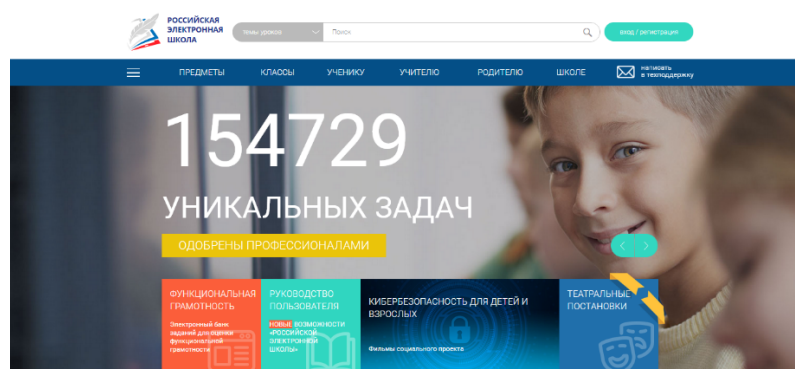 РОССИЙСКАЯ
ЭЛЕКТРОННАЯ
ШКОЛА
темы уроков
Поиск
вход / регистрация
ПРЕДМЕТЫ КЛАССЫ УЧЕНИКУ УЧИТЕЛЮ РОДИТЕЛЮ ШКОЛЕ
написать
в техподдержку
154729
УНИКАЛЬНЫХ ЗАДАЧ
ОДОБРЕНЫ ПРОФЕССИОНАЛАМИ
ФУНКЦИОНАЛЬНАЯ
ГРАМОТНОСТЬ
Электронный банк
заданий для оценки
функциональной
грамотности
РУКОВОДСТВО
ПОЛЬЗОВАТЕЛЯ
НОВЫЕ ВОЗМОЖНОСТИ
«РОССИЙСКОЙ
ЭЛЕКТРОННОЙ
ШКОЛЫ»
КИБЕРБЕЗОПАСНОСТЬ ДЛЯ ДЕТЕЙ И
ВЗРОСЛЫХ
Фильмы социального проекта
ТЕАТРАЛЬНЫЕ
ПОСТАНОВКИ